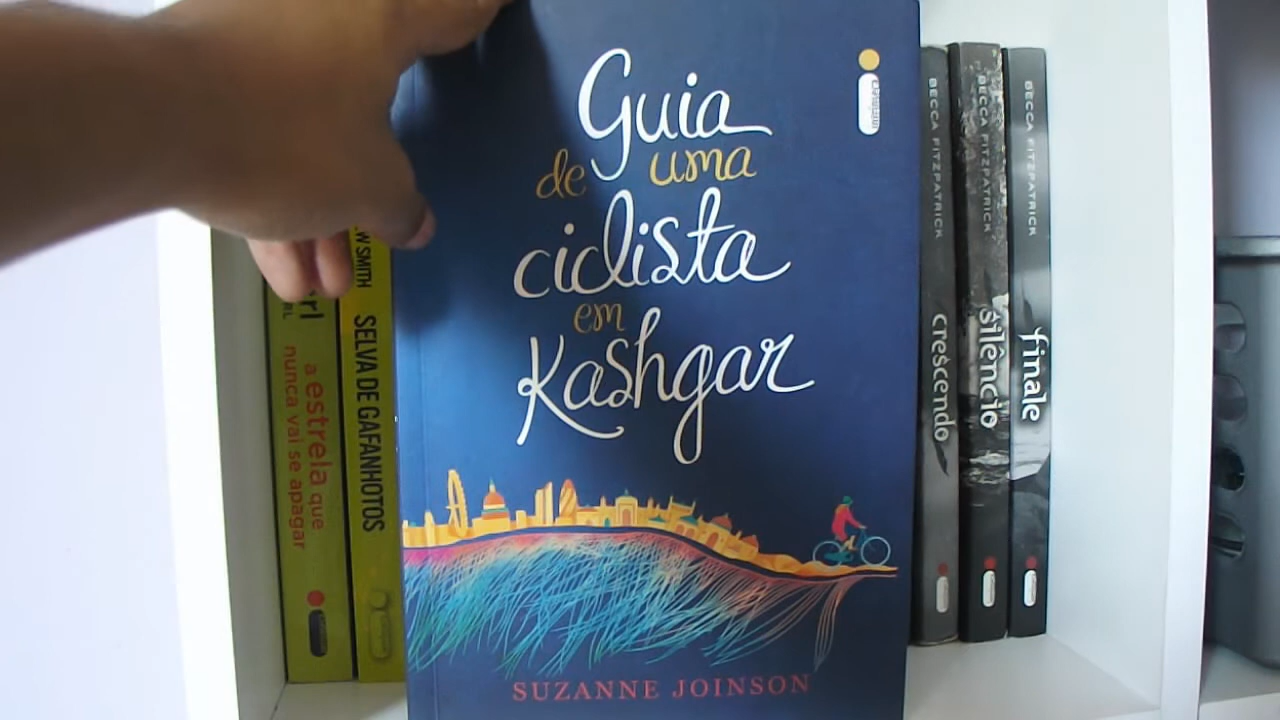 Guia
de uma
ciclista
em
Kashgar
SUZANNE JOINSON
a estrela que
nunca vai se apagar
W SMITH
SELVA DE GAFANHOTOS
BECCA FITZPATRICK
crescendo
BECCA FITZPATRICK
silêncio
BECCA FITZPATRICK
finale